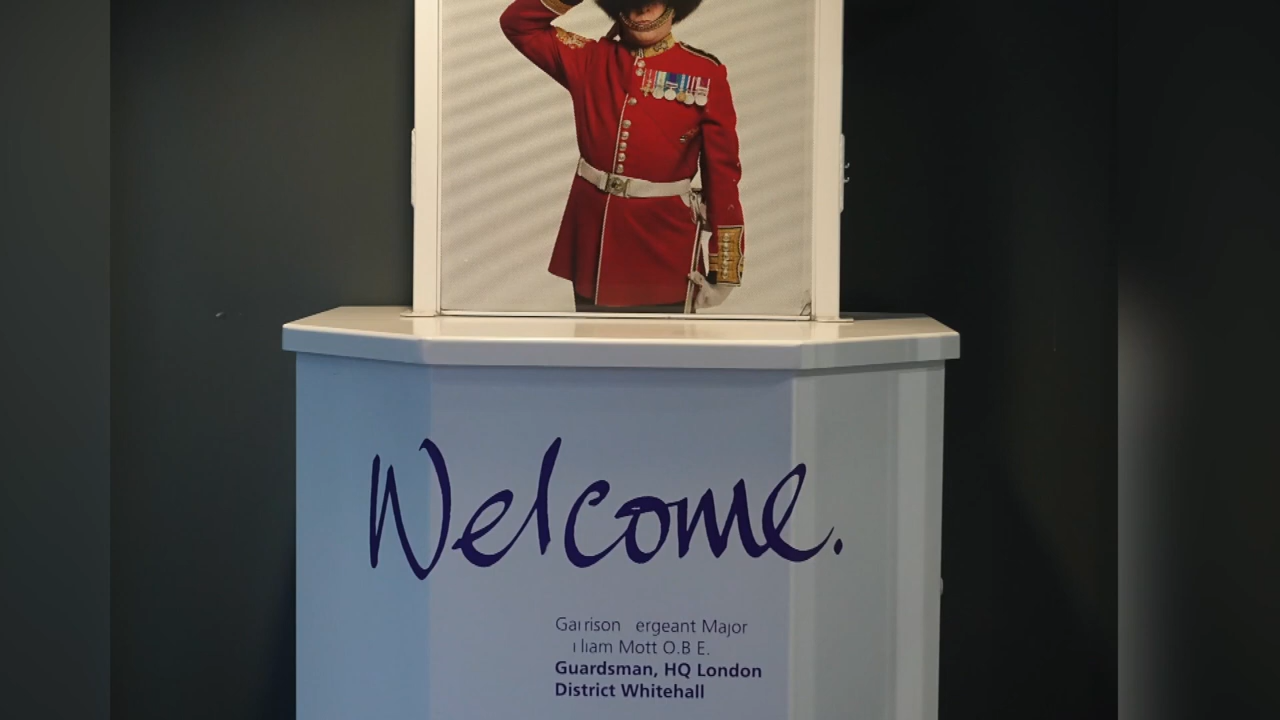 Welcome.
Garrison ergeant Major
liam Mott O.B E.
Guardsman, HQ London
District Whitehall